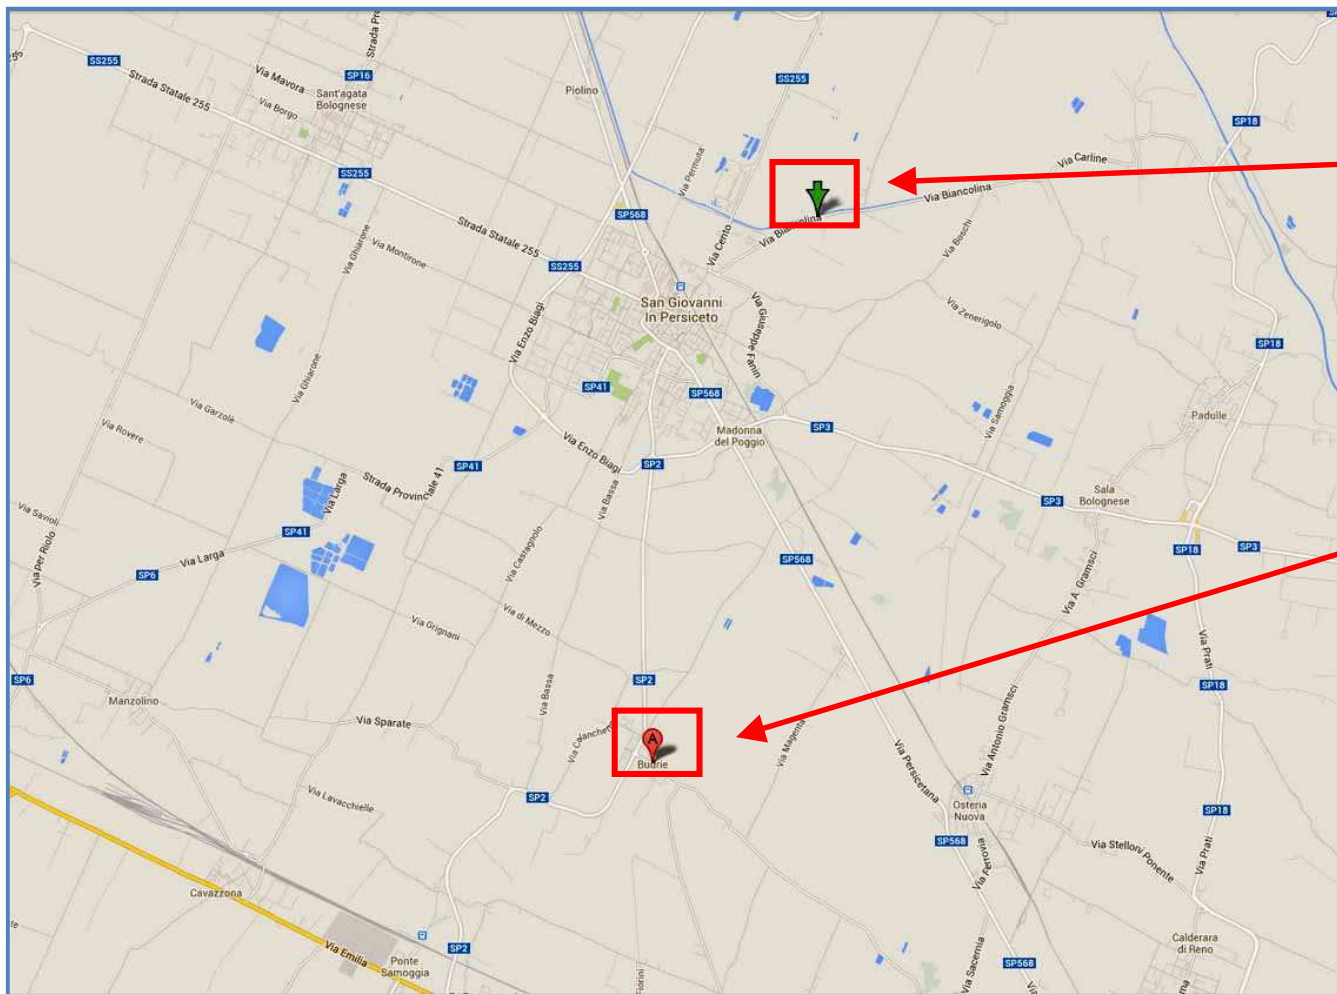 SS255
Strada Statale 255
Via Mavora
Via Borgo
SP16
Strada Pro
Sant'agata
Bolognese
Piolino
SS255
SP18
Via Permuta
Via Carline
Via Biancolina
Via Biancolina
Via Boschi
Via Cento
SS255
SP568
Strada Statale 255
SS255
Via Ghiarone
Via Montirone
San Giovanni
In Persiceto
Via Giuseppe Fanin
Via Zenerigolo
SP18
Via Enzo Biagi
Via Ghiarone
SP41
SP568
Via Garzolè
Via Rovere
Madonna
del Poggio
SP3
Via Samoggia
Padulle
Via Enzo Biagi
SP2
SP41
Strada Provinciale 41
Via Larga
Via Bassa
Sala
Bolognese
SP3
Via Savioli
SP41
Via Larga
Via Castagnolo
SP568
SP18
SP3
Via per Riolo
SP6
Via A. Gramsci
Via Grignani
Via di Mezzo
Via Prati
SP6
Manzolino
SP2
Via Bassa
SP18
Via Sparate
A
Budrie
Via Magenta
Via Antonio Gramsci
Via Persicetana
Via Lavacchielle
SP2
Osteria
Nuova
SP18
SP568
Via Ferrovia
Via Stelloni Ponente
Via Prati
Cavazzona
Via Emilia
Ponte
Samoggia
SP2
Fiorini
Via Sacernia
SP568
Calderara
di Reno